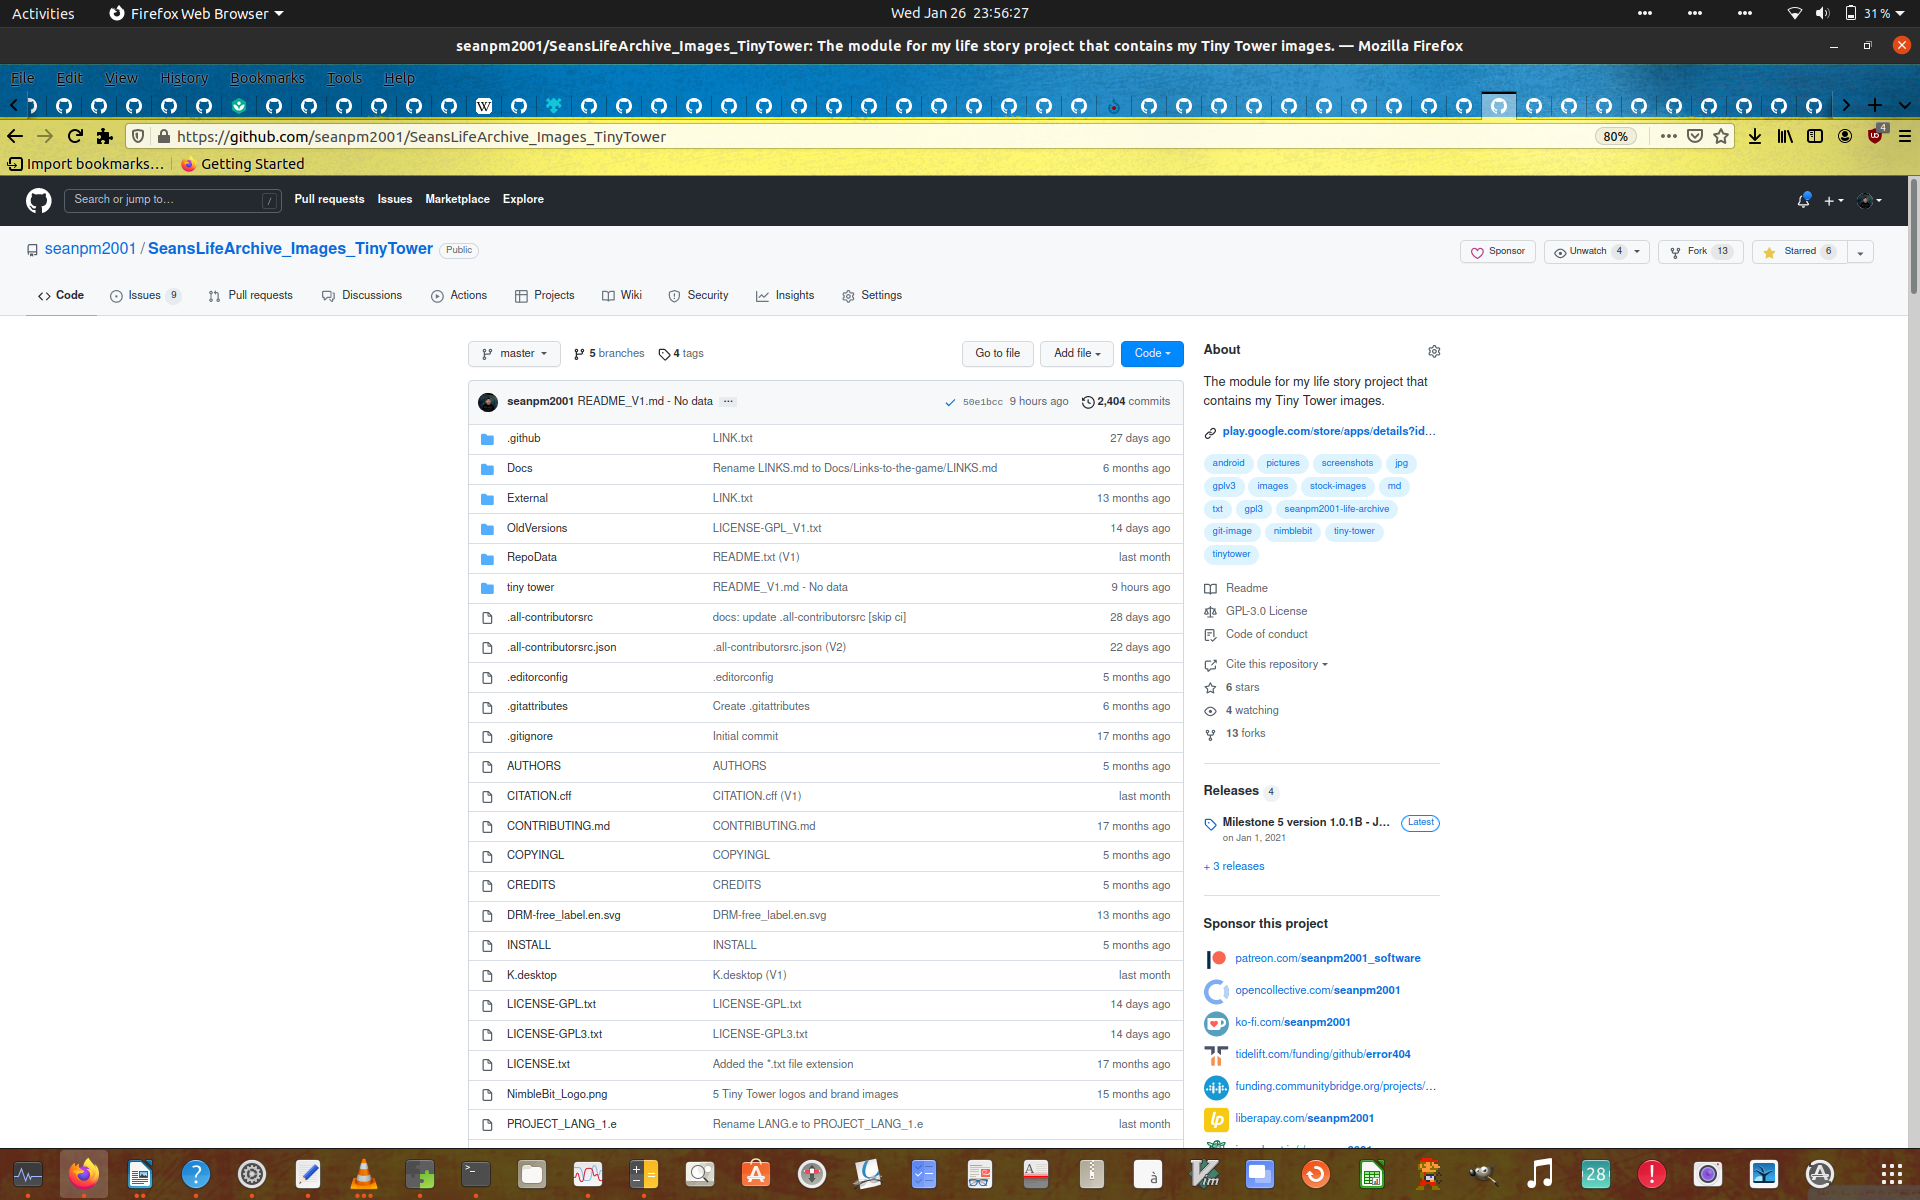 Activities Firefox Web Browser Wed Jan 26 23:56:27 31 %
seanpm2001/SeansLifeArchive_Images_TinyTower: The module for my life story project that contains my Tiny Tower images. — Mozilla Firefox
File Edit View History Bookmarks Tools Help
https://github.com/seanpm2001/SeansLifeArchive_Images_TinyTower 80% 4
Import bookmarks… Getting Started
Search or jump to… / Pull requests Issues Marketplace Explore
seanpm2001 / SeansLifeArchive_Images_TinyTower Public Sponsor Unwatch 4 Fork 13 Starred 6
Code Issues 9 Pull requests Discussions Actions Projects Wiki Security Insights Settings
master 5 branches 4 tags Go to file Add file Code
seanpm2001 README_V1.md - No data ... 50e1bcc 9 hours ago 2,404 commits
.github LINK.txt 27 days ago
Docs Rename LINKS.md to Docs/Links-to-the-game/LINKS.md 6 months ago
External LINK.txt 13 months ago
OldVersions LICENSE-GPL_V1.txt 14 days ago
RepoData README.txt (V1) last month
tiny tower README_V1.md - No data 9 hours ago
.all-contributorsrc docs: update .all-contributorsrc [skip ci] 28 days ago
.all-contributorsrc.json .all-contributorsrc.json (V2) 22 days ago
.editorconfig .editorconfig 5 months ago
.gitattributes Create .gitattributes 6 months ago
.gitignore Initial commit 17 months ago
AUTHORS AUTHORS 5 months ago
CITATION.cff CITATION.cff (V1) last month
CONTRIBUTING.md CONTRIBUTING.md 17 months ago
COPYINGL COPYINGL 5 months ago
CREDITS CREDITS 5 months ago
DRM-free_label.en.svg DRM-free_label.en.svg 13 months ago
INSTALL INSTALL 5 months ago
K.desktop K.desktop (V1) last month
LICENSE-GPL.txt LICENSE-GPL.txt 14 days ago
LICENSE-GPL3.txt LICENSE-GPL3.txt 14 days ago
LICENSE.txt Added the *.txt file extension 17 months ago
NimbleBit_Logo.png 5 Tiny Tower logos and brand images 15 months ago
PROJECT_LANG_1.e Rename LANG.e to PROJECT_LANG_1.e last month
About
The module for my life story project that
contains my Tiny Tower images.
play.google.com/store/apps/details?id…
android pictures screenshots jpg
gplv3 images stock-images md
txt gpl3 seanpm2001-life-archive
git-image nimblebit tiny-tower
tinytower
Readme
GPL-3.0 License
Code of conduct
Cite this repository
6 stars
4 watching
13 forks
Releases 4
Milestone 5 version 1.0.1B - J... Latest
on Jan 1, 2021
+ 3 releases
Sponsor this project
patreon.com/seanpm2001_software
opencollective.com/seanpm2001
ko-fi.com/seanpm2001
tidelift.com/funding/github/error404
funding.communitybridge.org/projects/…
liberapay.com/seanpm2001
28